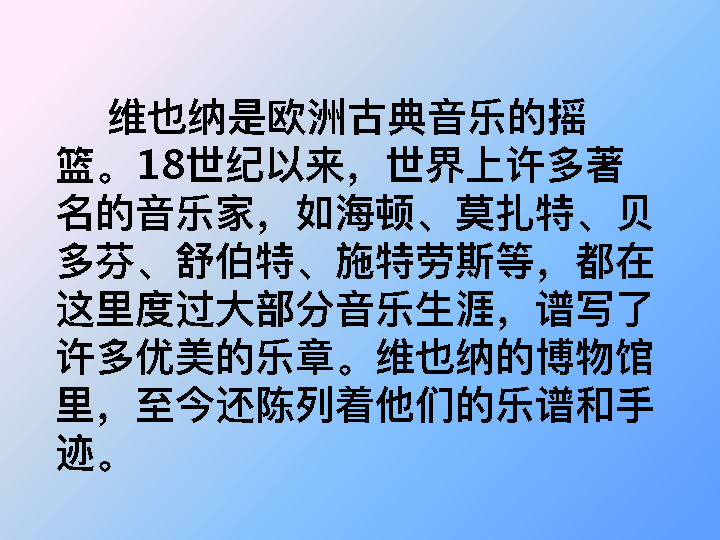 维也纳是欧洲古典音乐的摇
篮。18世纪以来，世界上许多著
名的音乐家，如海顿、莫扎特、贝
多芬、舒伯特、施特劳斯等，都在
这里度过大部分音乐生涯，谱写了
许多优美的乐章。维也纳的博物馆
里，至今还陈列着他们的乐谱和手
迹。